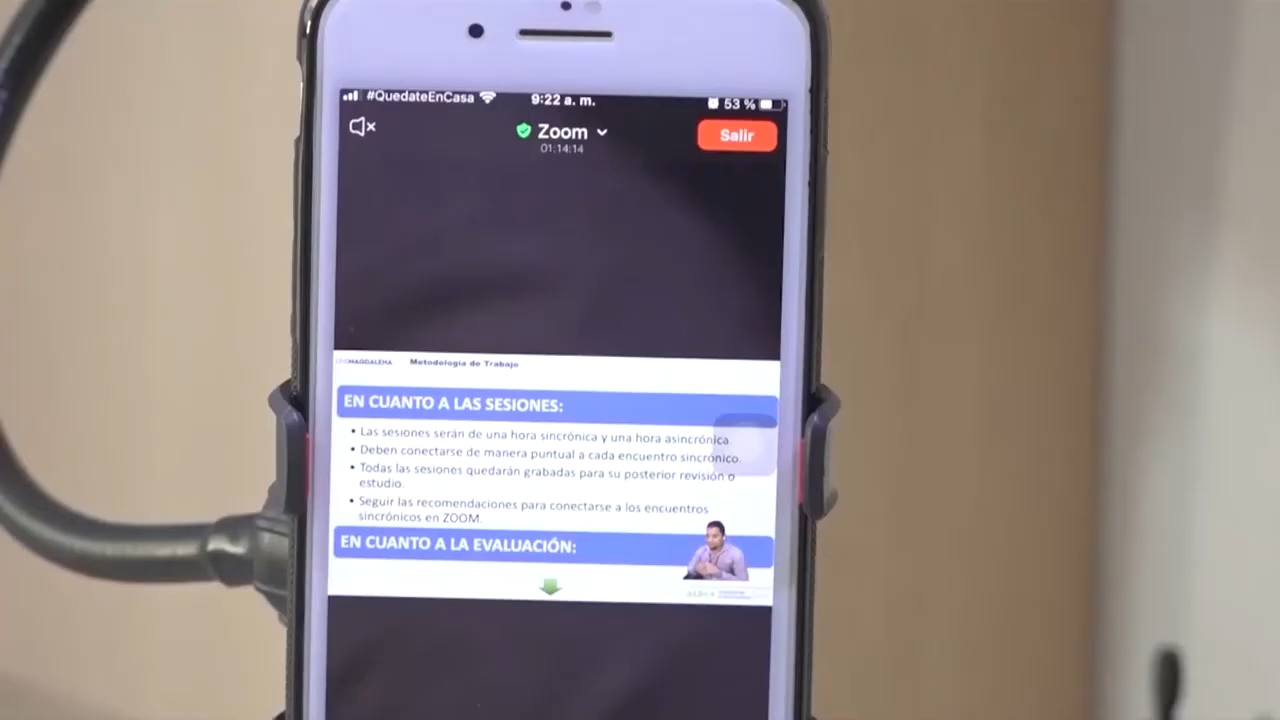 #QuedateEnCasa 9:22 a. m. 53 %
Zoom
Salir
01:14:14
UNIMAGDALENA Metodología de Trabajo
EN CUANTO A LAS SESIONES:
• Las sesiones serán de una hora sincrónica y una hora asincrónica.
• Deben conectarse de manera puntual a cada encuentro sincrónico.
• Todas las sesiones quedarán grabadas para su posterior revisión o
estudio.
• Seguir las recomendaciones para conectarse a los encuentros
sincrónicos en ZOOM.
EN CUANTO A LA EVALUACIÓN: